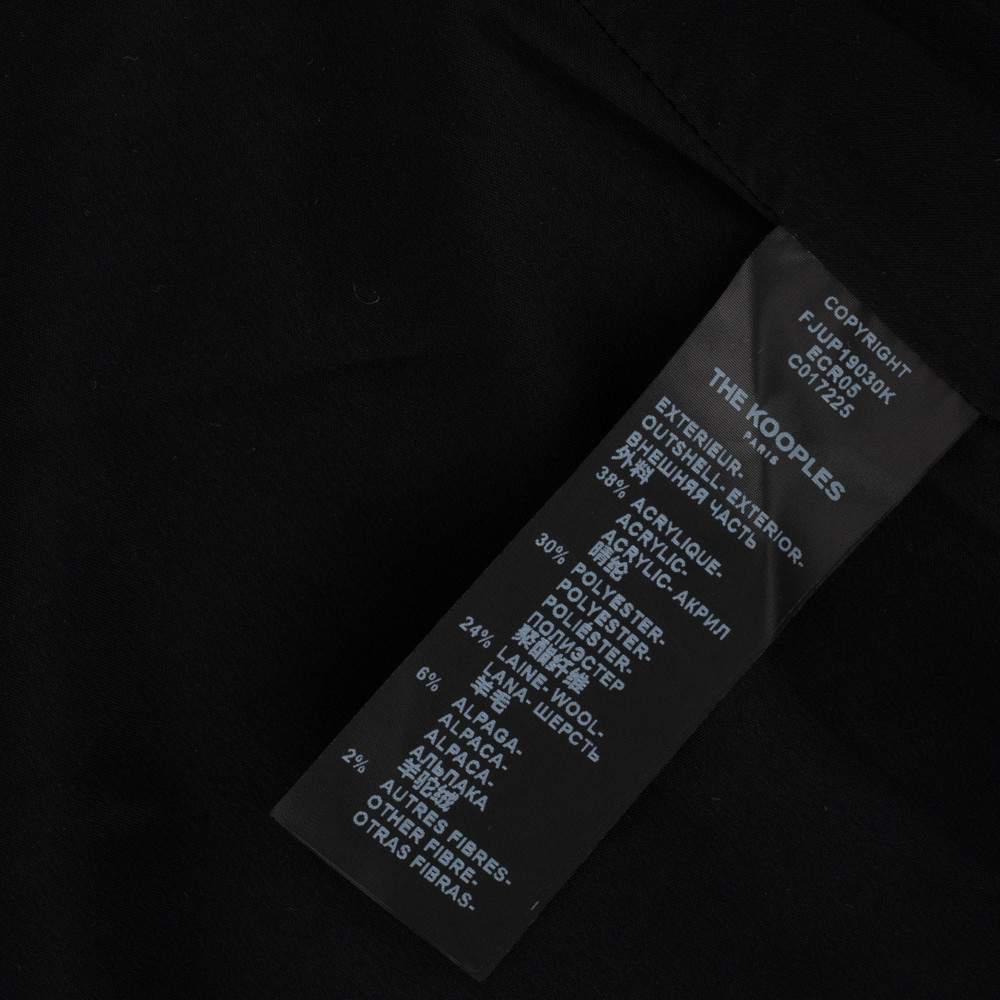 COPYRIGHT
FJUP19030K
ECR05
C017225
THE KOOPLES
PARIS
EXTERIEUR-
OUTSHELL- EXTERIOR-
ВНЕШНЯЯ ЧАСТЬ
外料
38% ACRYLIQUE-
ACRYLIC-
ACRYLIC- АКРИЛ
晴纶
30% POLYESTER-
POLYESTER-
POLIÉSTER-
ПОЛИЭСТЕР
聚酯纤维
24% LAINE- WOOL-
LANA- ШЕРСТЬ
羊毛
6% ALPAGA-
ALPACA-
ALPACA-
АЛЬПАКА
羊驼绒
2% AUTRES FIBRES-
OTHER FIBRE-
OTRAS FIBRAS-